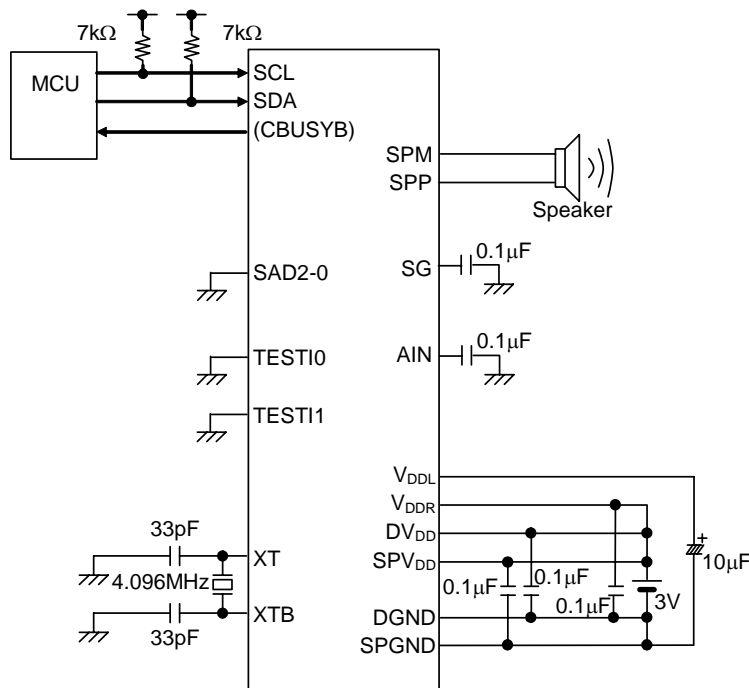 7kΩ
7kΩ
MCU
SCL
SDA
(CBUSYB)
SPM
SPP
Speaker
SG
0.1μF
SAD2-0
AIN
0.1μF
TESTI0
TESTI1
VDDL
VDDR
DVDD
SPVDD
DGND
SPGND
0.1μF
0.1μF
0.1μF
3V
+
10μF
33pF
XT
4.096MHz
XTB
33pF